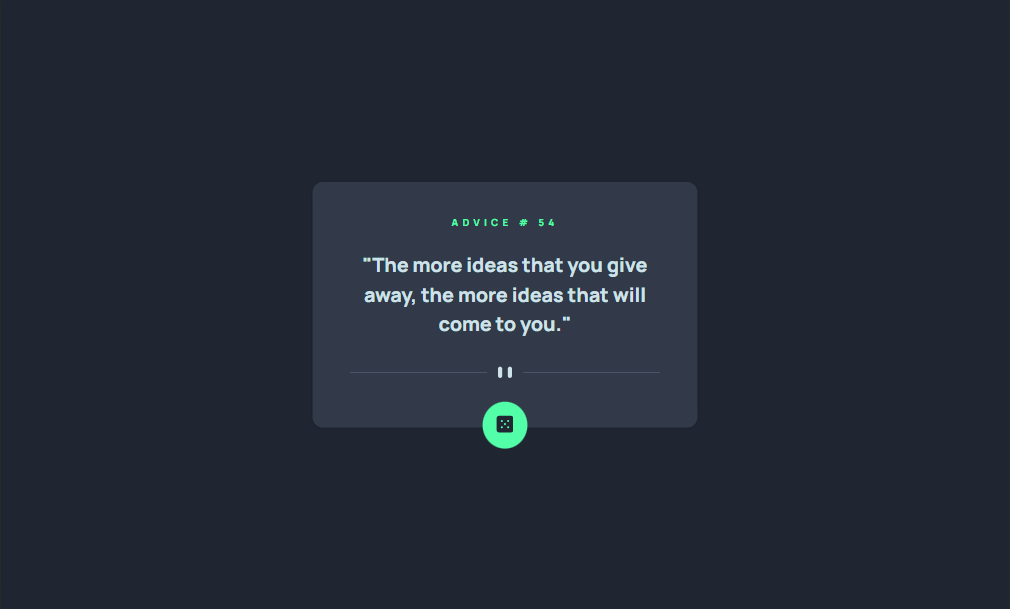 ADVICE # 54
"The more ideas that you give
away, the more ideas that will
come to you."